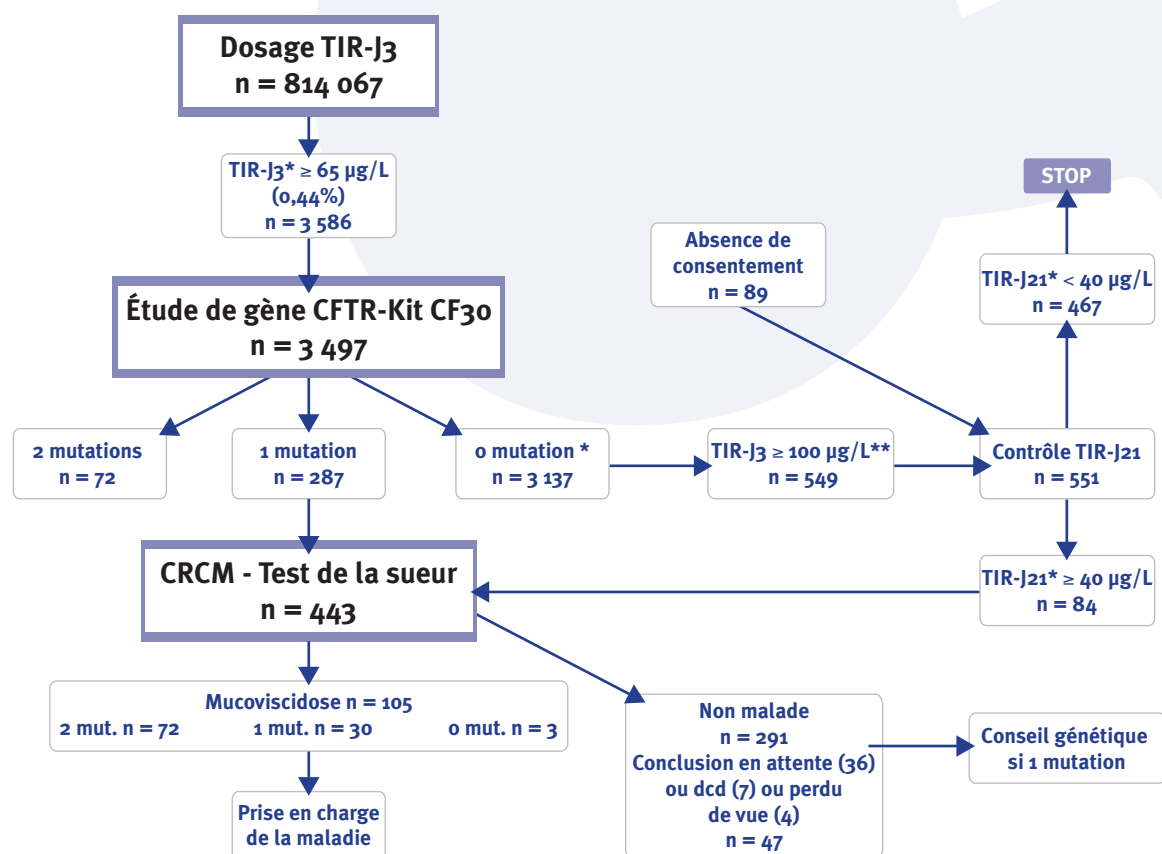 Dosage TIR-J3
n = 814 067
TIR-J3* ≥ 65 µg/L
(0,44%)
n = 3 586
STOP
Absence de
consentement
n = 89
TIR-J21* < 40 µg/L
n = 467
Étude de gène CFTR-Kit CF30
n = 3 497
2 mutations
n = 72
1 mutation
n = 287
0 mutation *
n = 3 137
TIR-J3 ≥ 100 µg/L**
n = 549
Contrôle TIR-J21
n = 551
CRCM - Test de la sueur
n = 443
TIR-J21* ≥ 40 µg/L
n = 84
Mucoviscidose n = 105
2 mut. n = 72 1 mut. n = 30 0 mut. n = 3
Non malade
n = 291
Conclusion en attente (36)
ou dcd (7) ou perdu
de vue (4)
n = 47
Conseil génétique
si 1 mutation
Prise en charge
de la maladie